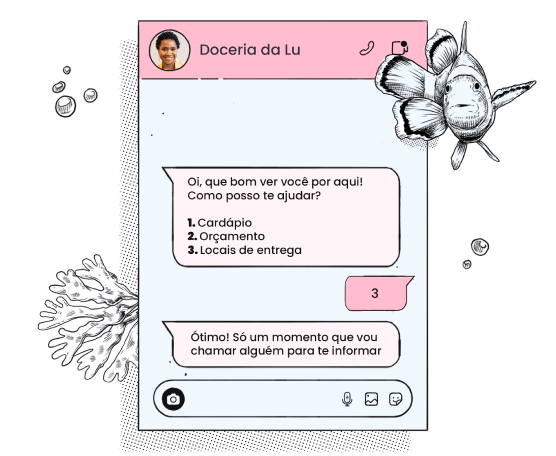 Doceria da Lu
Oi, que bom ver você por aqui!
Como posso te ajudar?
1. Cardápio
2. Orçamento
3. Locais de entrega
3
Ótimo! Só um momento que vou
chamar alguém para te informar